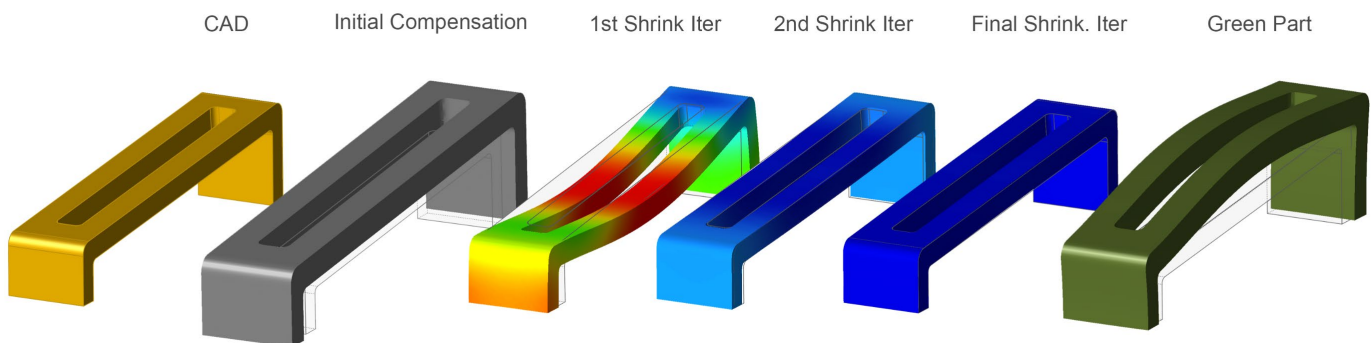 CAD
Initial Compensation
1st Shrink Iter
2nd Shrink Iter
Final Shrink. Iter
Green Part